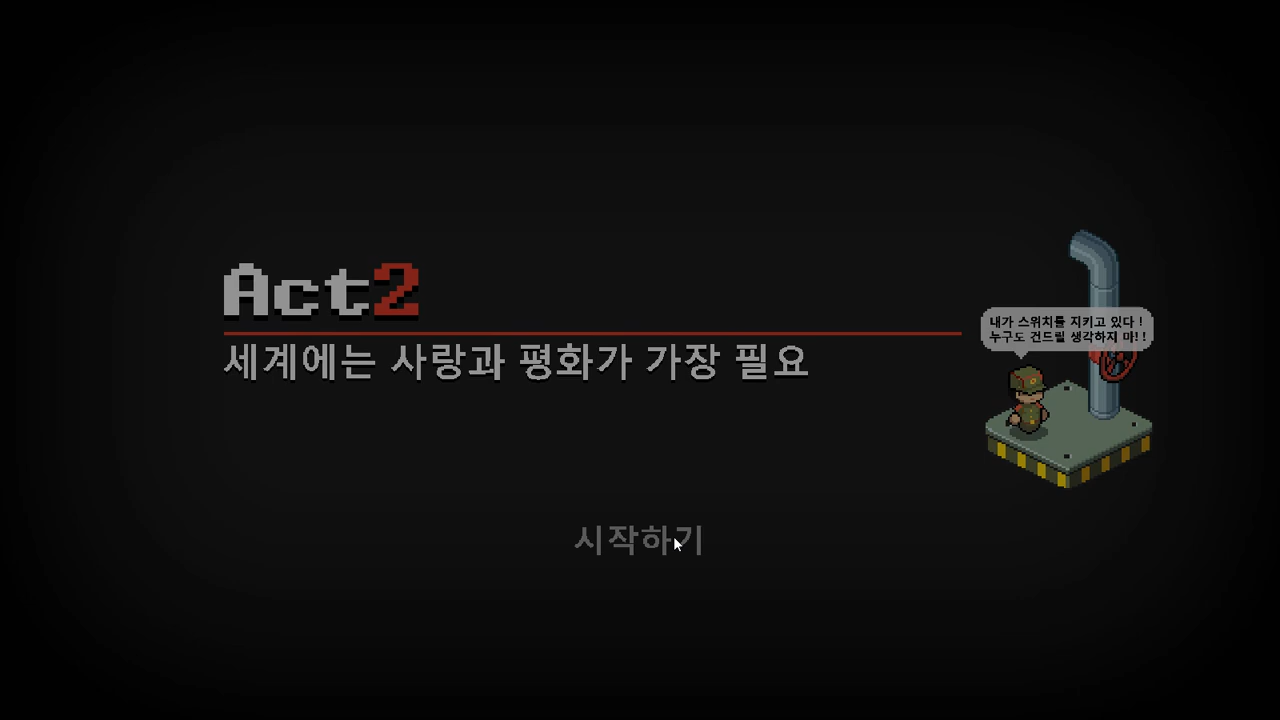 Act2
세계에는 사랑과 평화가 가장 필요
내가 스위치를 지키고 있다 !
누구도 건드릴 생각하지 마! !
시작하기